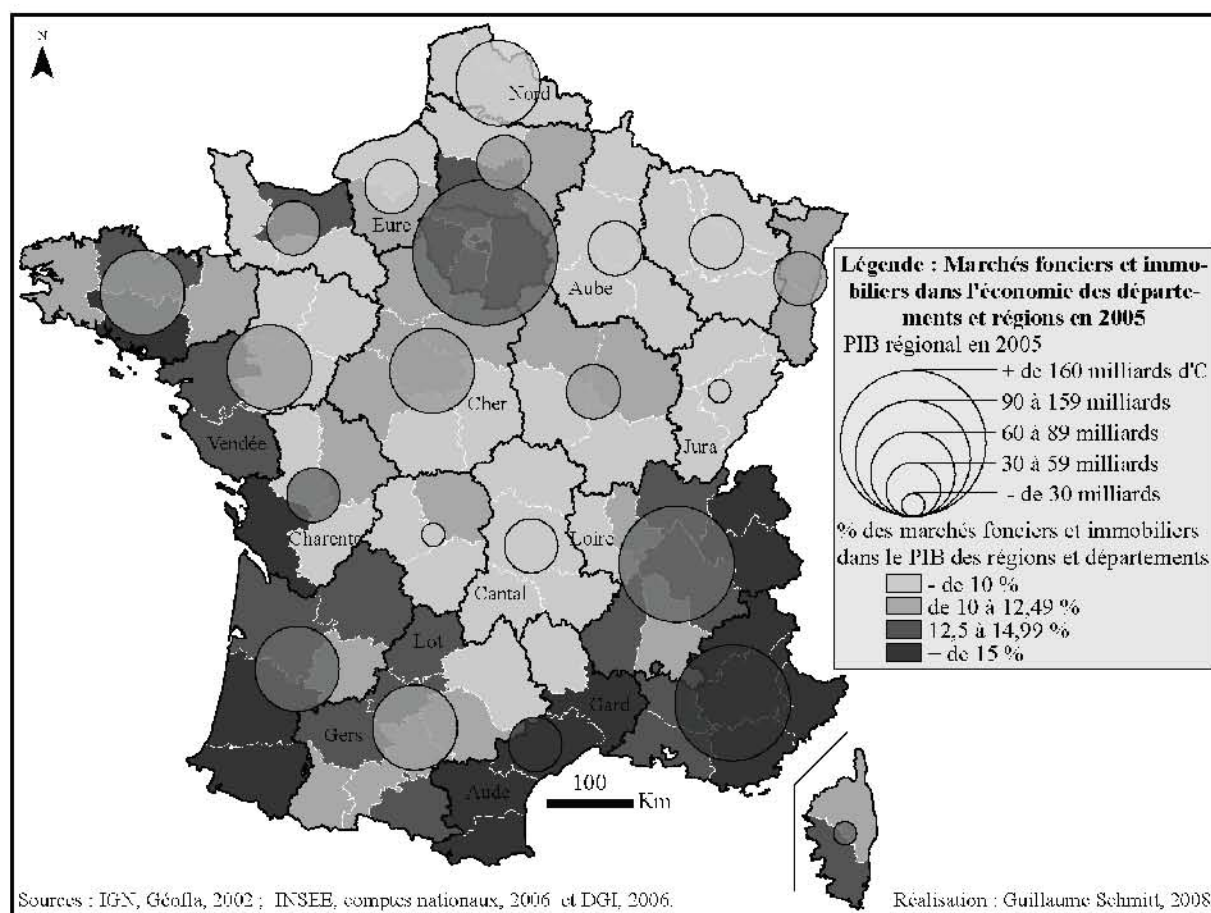 N
Nord
Eure
Aube
Cher
Vendée
Jura
Charente
Loire
Cantal
Lot
Gard
Gers
Aude
100
Km
Légende : Marchés fonciers et immo-
biliers dans l'économie des départe-
ments et régions en 2005
PIB régional en 2005
+ de 160 milliards d'€
90 à 159 milliards
60 à 89 milliards
30 à 59 milliards
- de 30 milliards
% des marchés fonciers et immobiliers
dans le PIB des régions et départements
- de 10 %
de 10 à 12,49 %
12,5 à 14,99 %
+ de 15 %
Sources : IGN, Géofla, 2002 ; INSEE, comptes nationaux, 2006 et DGI, 2006.
Réalisation : Guillaume Schmitt, 2008